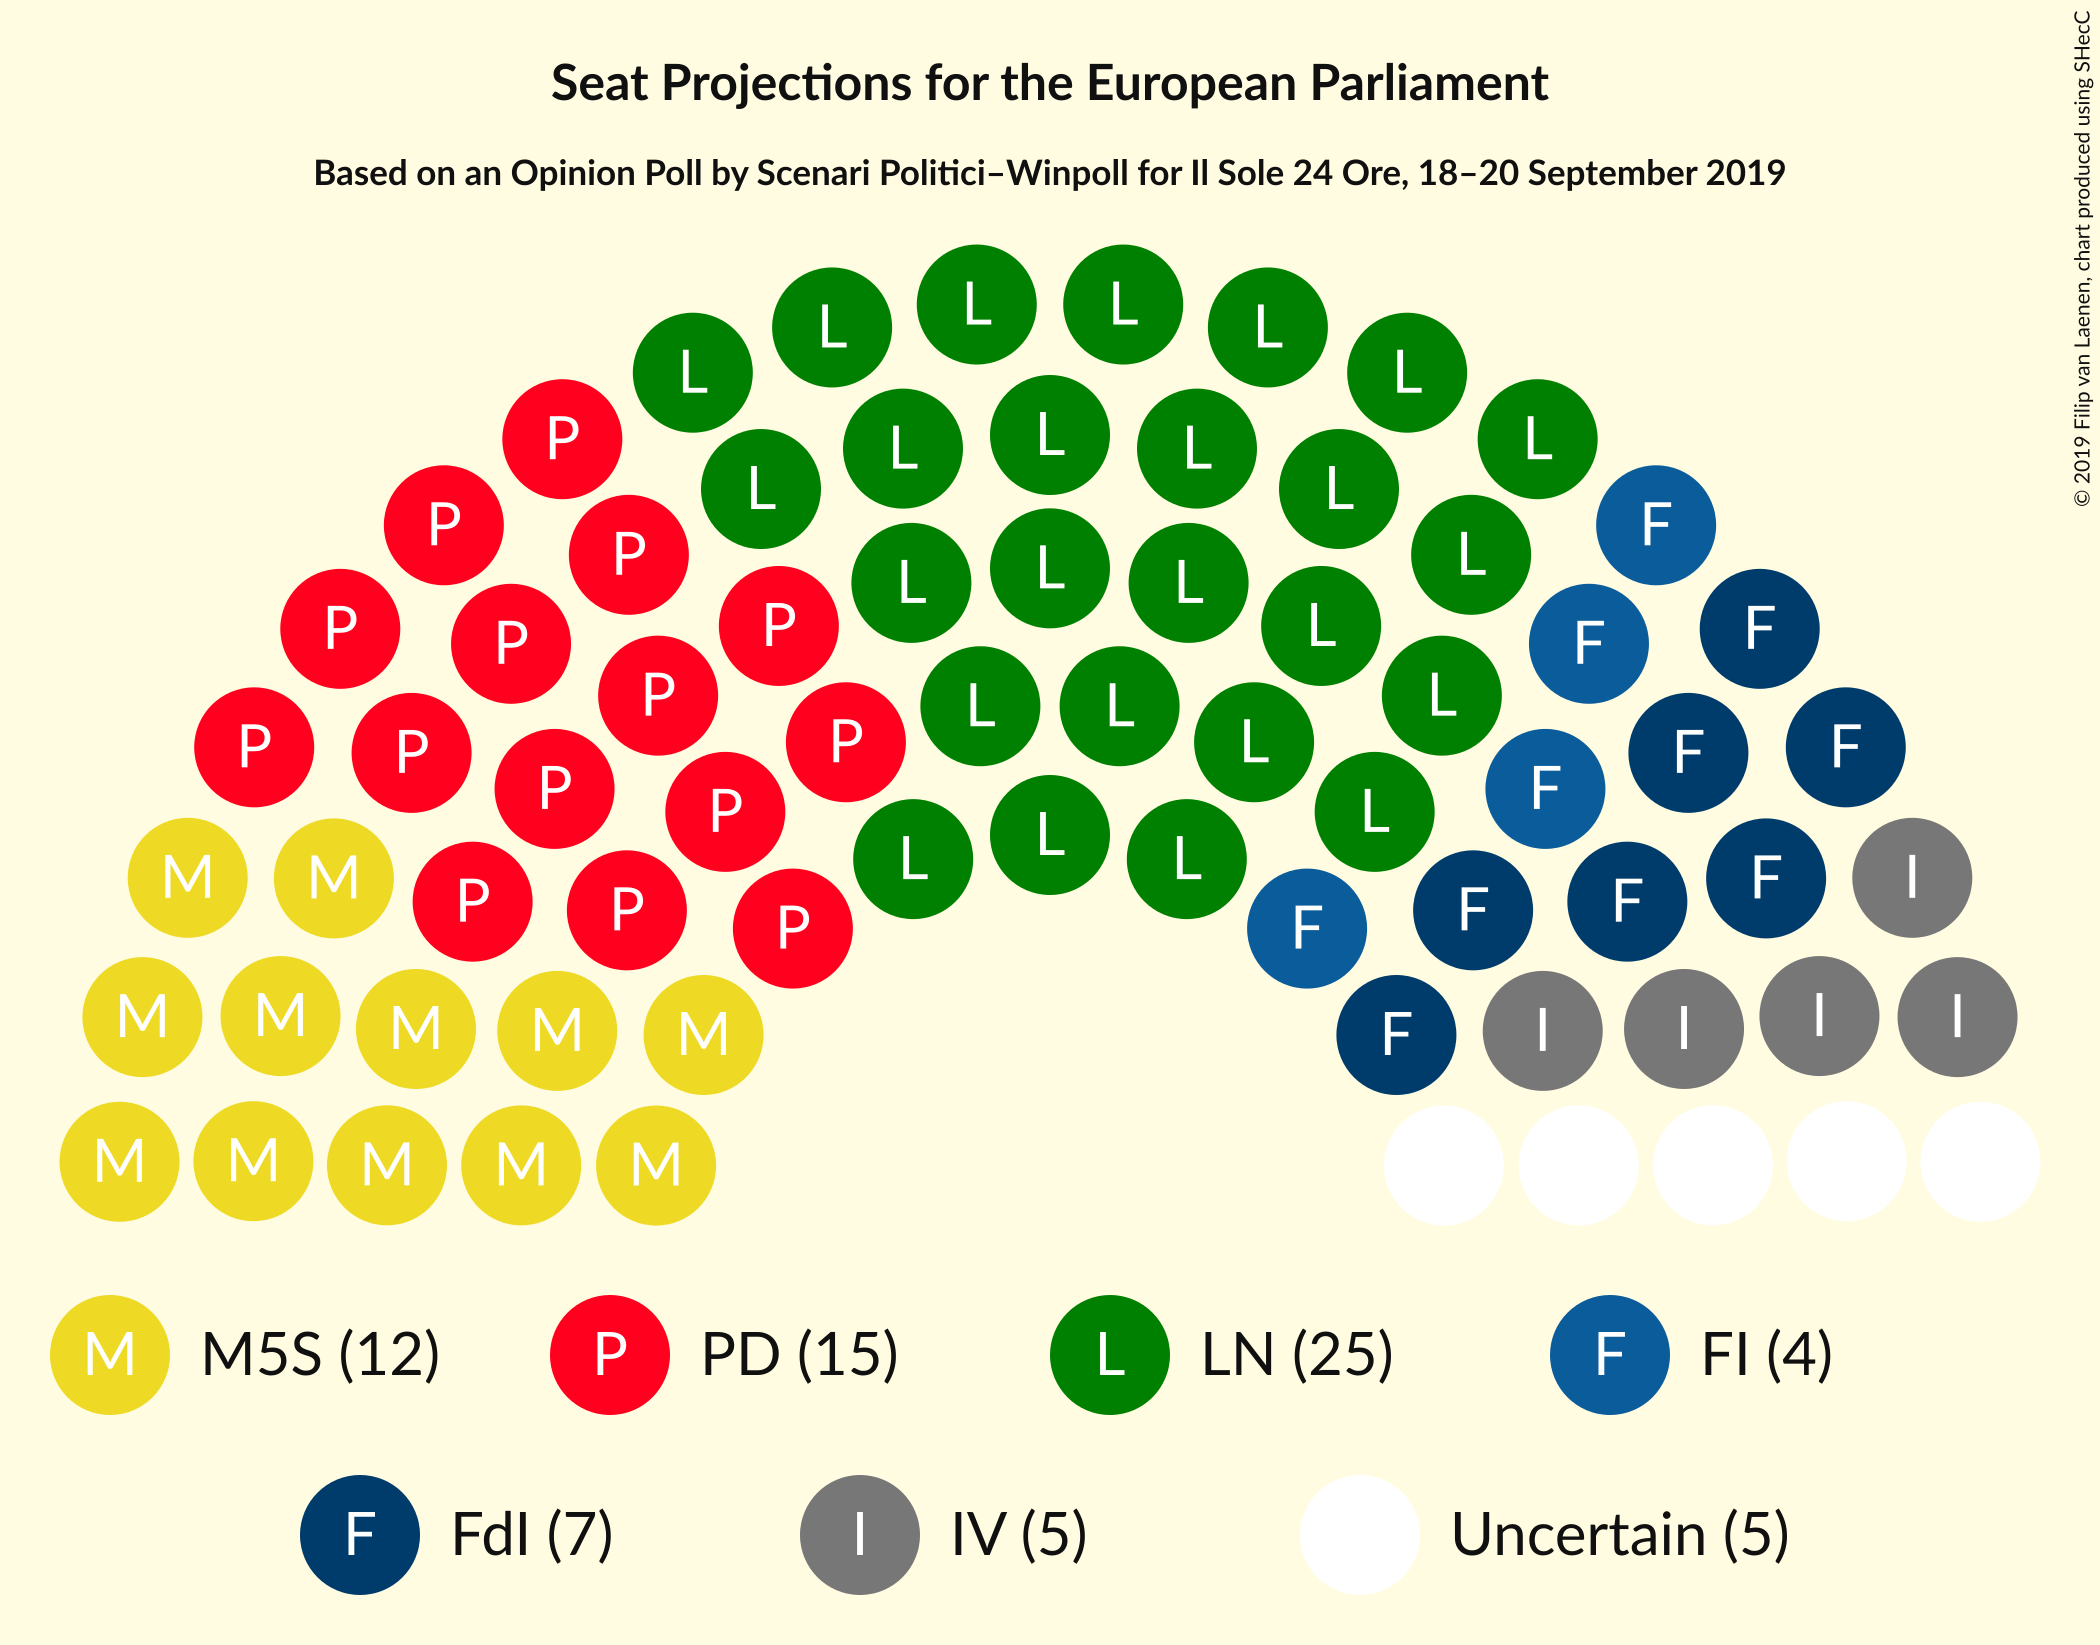 Seat Projections for the European Parliament
Based on an Opinion Poll by Scenari Politici–Winpoll for Il Sole 24 Ore, 18–20 September 2019
© 2019 Filip van Laenen, chart produced using SHecC
L L L L
L L
P L
L L L
L L
P F
P L
L L L
P L
P F
P F
P L
L L
P L
P L
P F
P F
P F
P L
L L
L F
M M P P P F F F I
M M M M M F I I I I
M M M M M
M M5S (12) P PD (15) L LN (25) F FI (4)
F FdI (7) I IV (5) Uncertain (5)